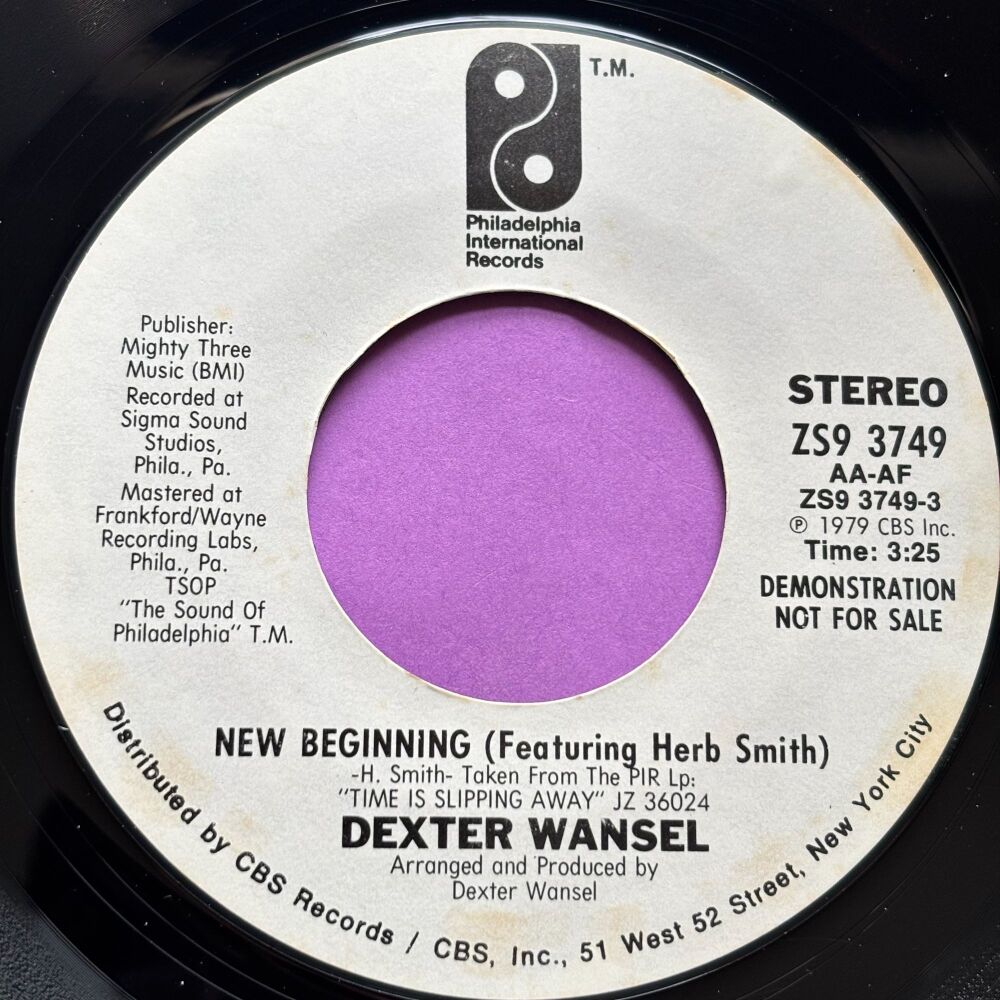 T.M.
Philadelphia
International
Records
Publisher:
Mighty Three
Music (BMI)
Recorded at
Sigma Sound
Studios,
Phila., Pa.
Mastered at
Frankford/Wayne
Recording Labs,
Phila., Pa.
TSOP
"The Sound Of
Philadelphia" T.M.
STEREO
ZS9 3749
AA-AF
ZS9 3749-3
℗ 1979 CBS Inc.
Time: 3:25
DEMONSTRATION
NOT FOR SALE
NEW BEGINNING (Featuring Herb Smith)
-H. Smith- Taken From The PIR Lp:
"TIME IS SLIPPING AWAY" JZ 36024
DEXTER WANSEL
Arranged and Produced by
Dexter Wansel
Distributed by CBS Records / CBS, Inc., 51 West 52 Street, New York City